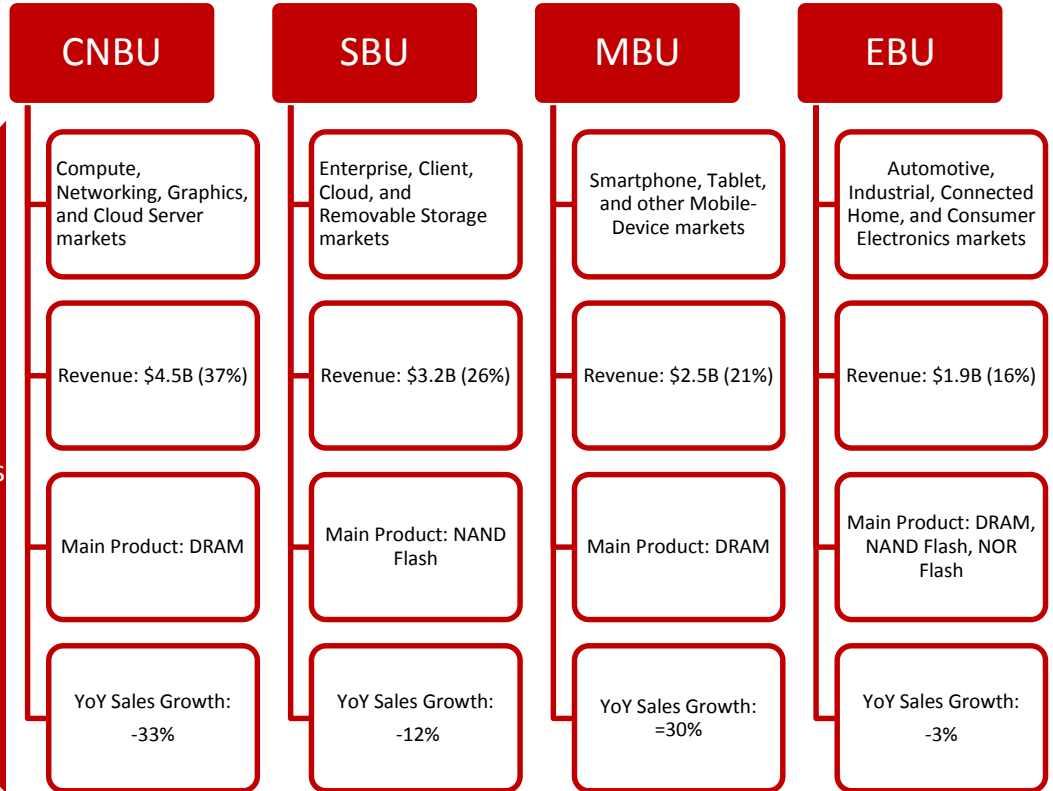 CNBU
Compute,
Networking, Graphics,
and Cloud Server
markets
Revenue: $4.5B (37%)
Main Product: DRAM
YoY Sales Growth:
-33%
SBU
Enterprise, Client,
Cloud, and
Removable Storage
markets
Revenue: $3.2B (26%)
Main Product: NAND
Flash
YoY Sales Growth:
-12%
MBU
Smartphone, Tablet,
and other Mobile-
Device markets
Revenue: $2.5B (21%)
Main Product: DRAM
YoY Sales Growth:
=30%
EBU
Automotive,
Industrial, Connected
Home, and Consumer
Electronics markets
Revenue: $1.9B (16%)
Main Product: DRAM,
NAND Flash, NOR
Flash
YoY Sales Growth:
-3%